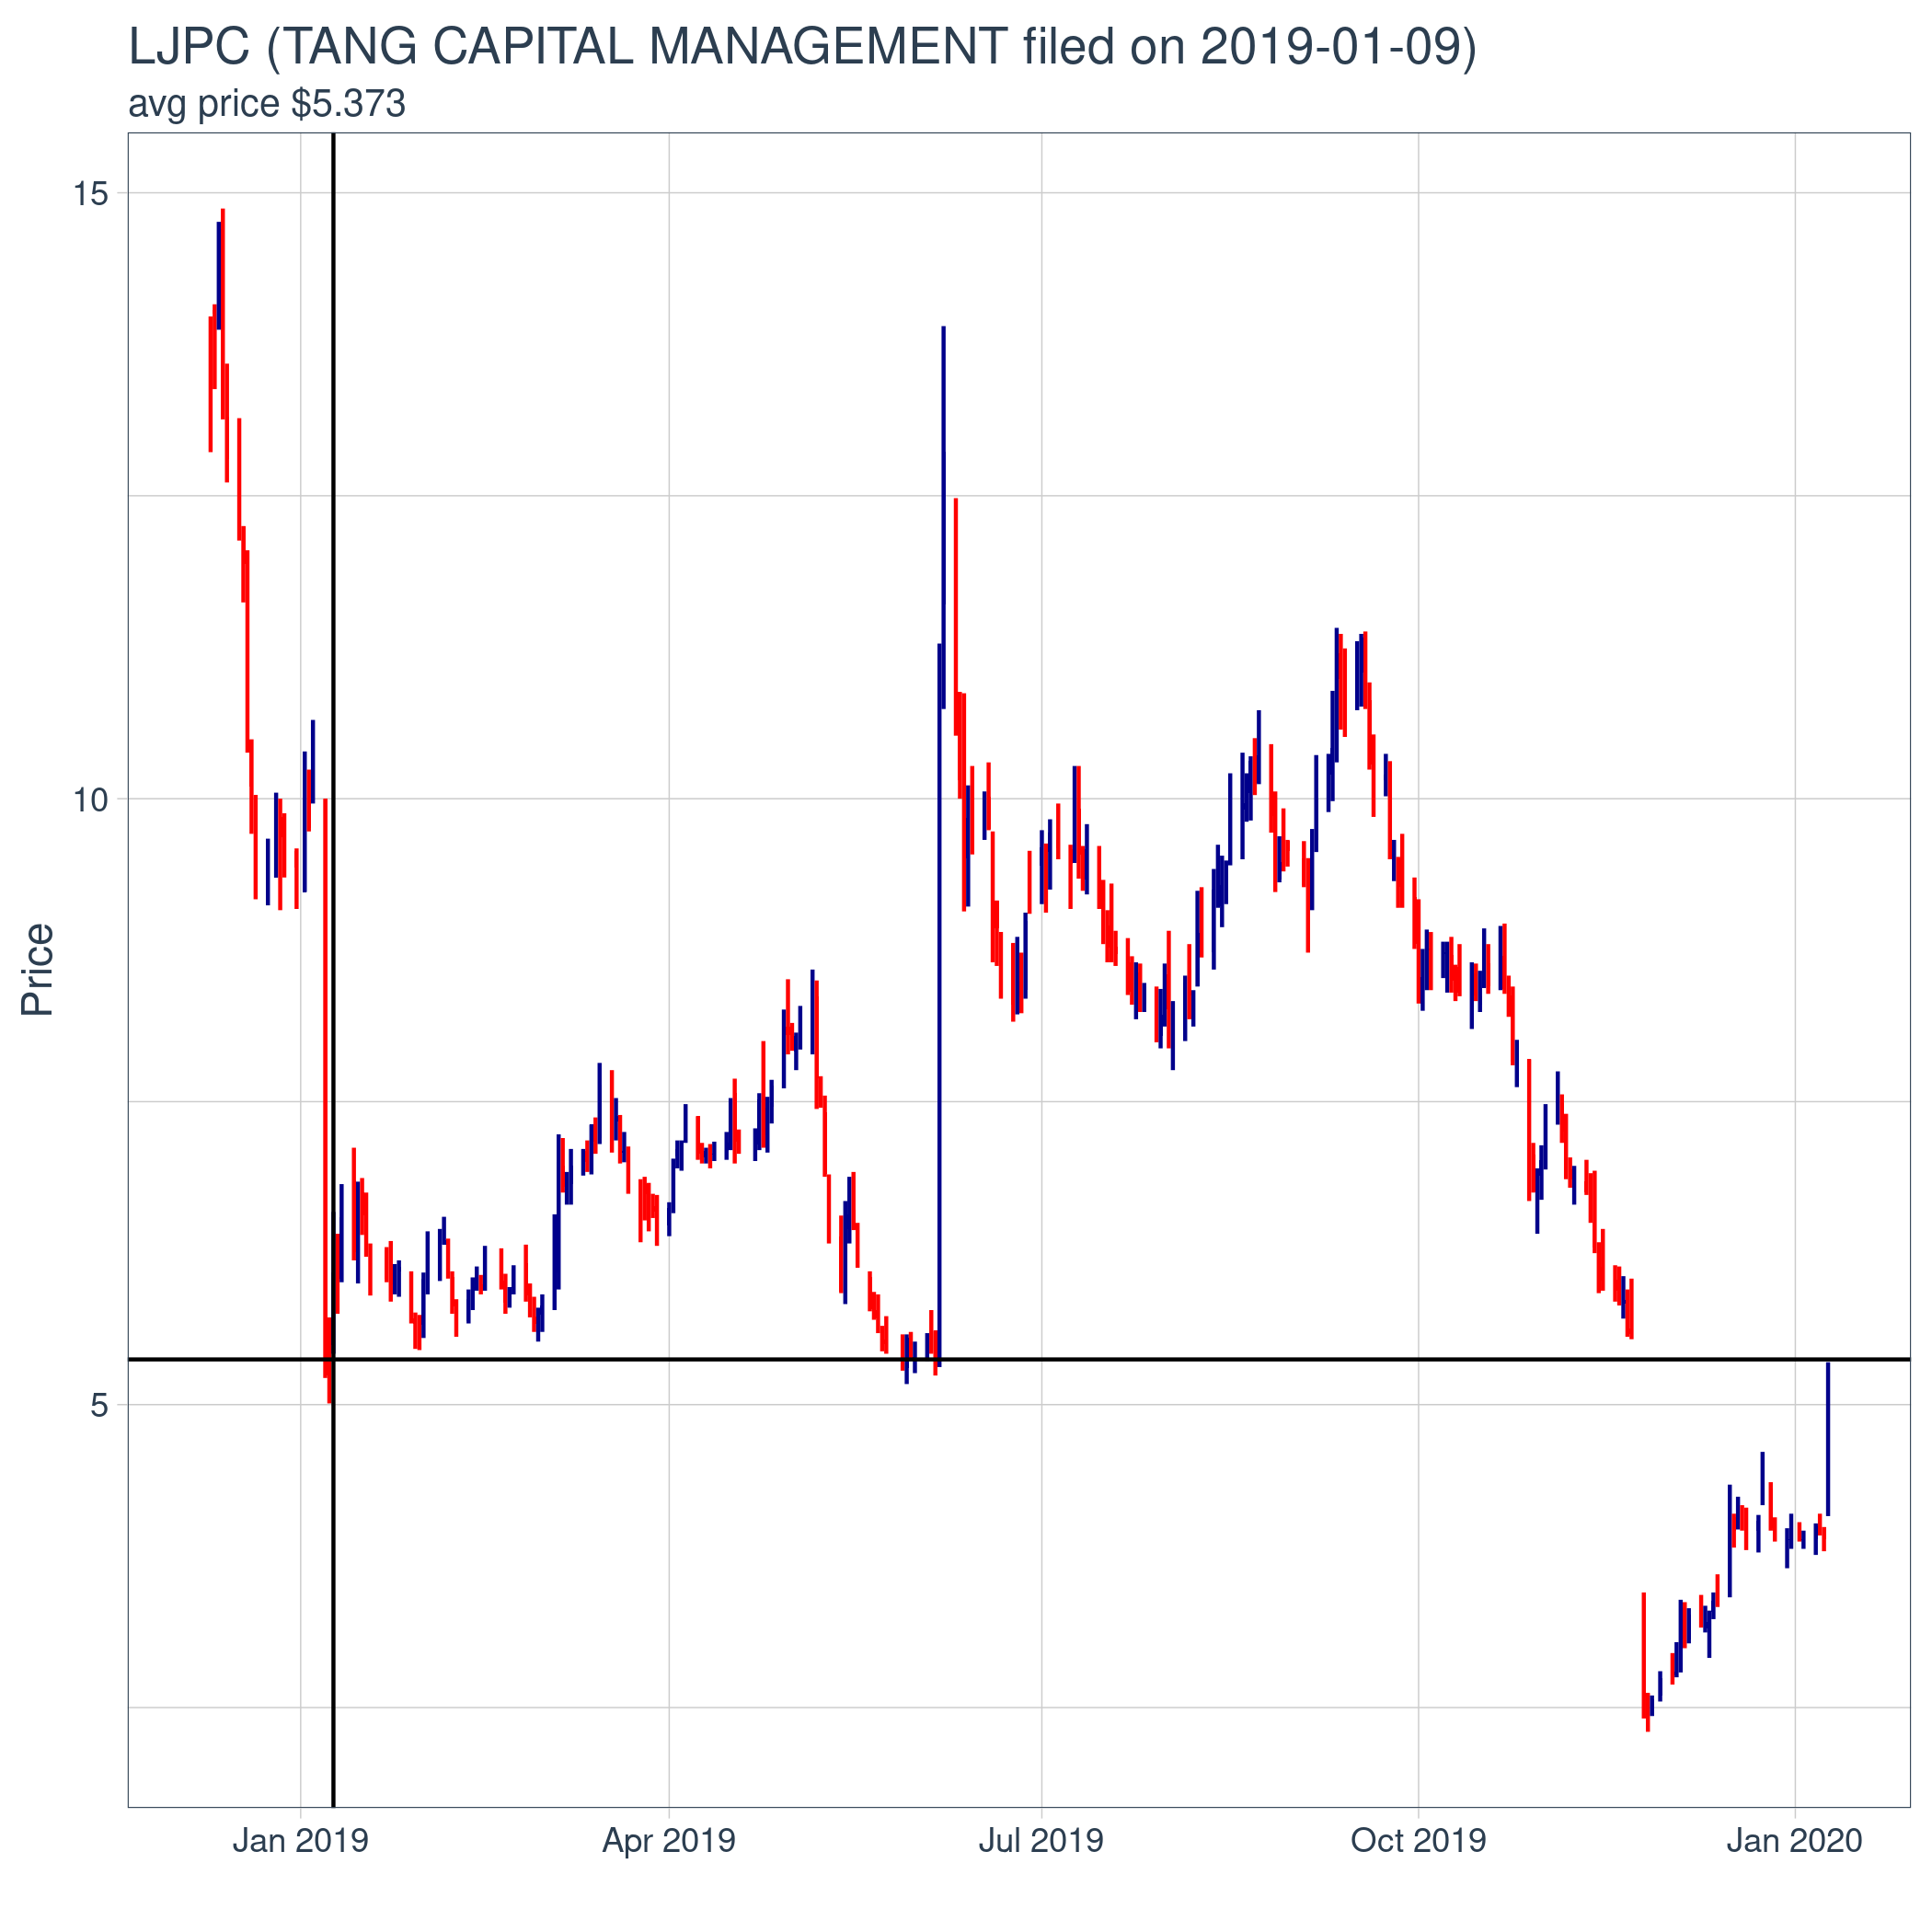 LJPC (TANG CAPITAL MANAGEMENT filed on 2019-01-09)
avg price $5.373
15
10
5
Price
Jan 2019
Apr 2019
Jul 2019
Oct 2019
Jan 2020